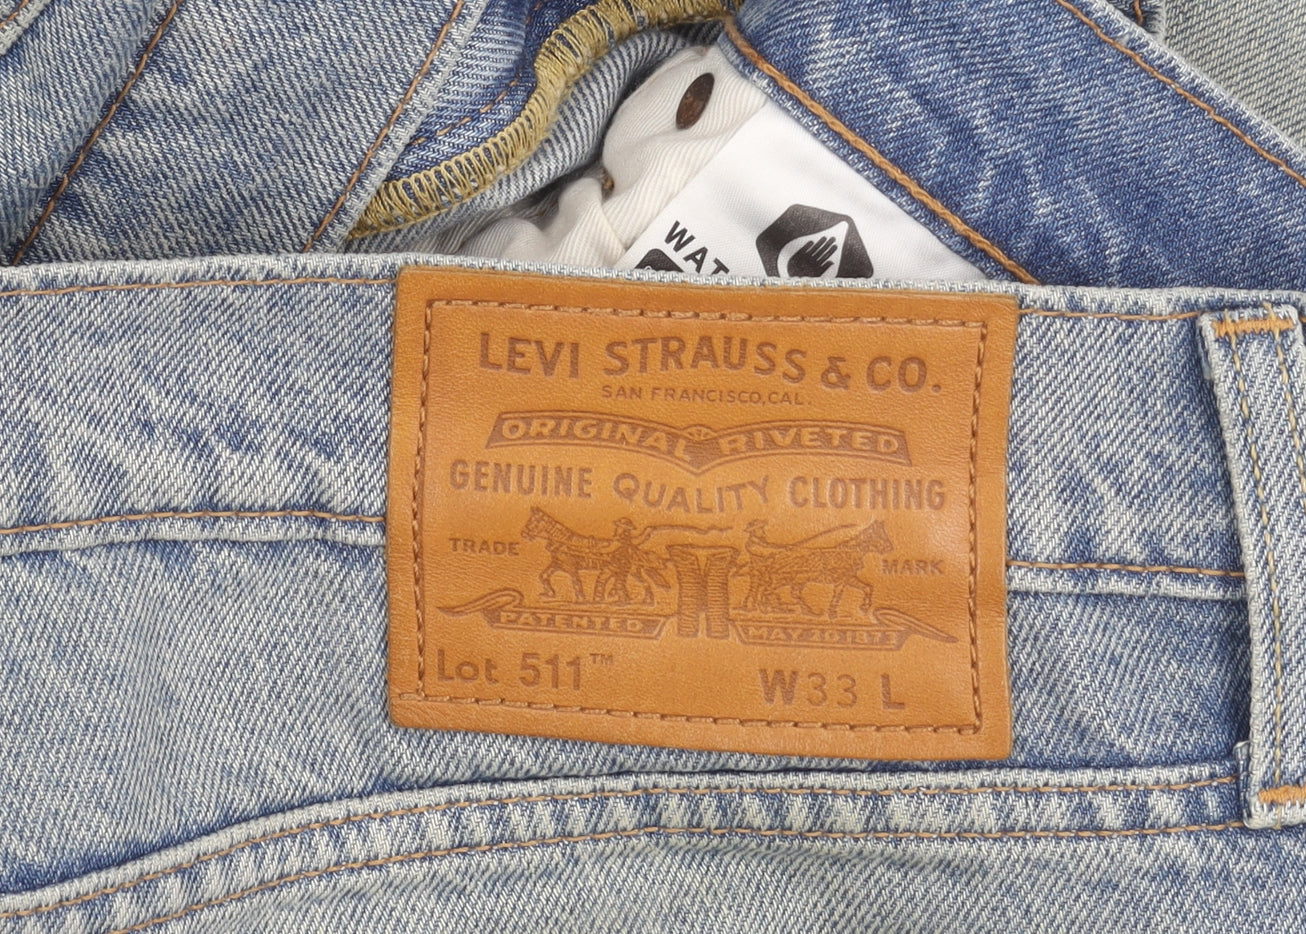 WAT
LEVI STRAUSS & CO.
SAN FRANCISCO, CAL.
ORIGINAL RIVETED
GENUINE QUALITY CLOTHING
TRADE MARK
PATENTED MAY 20 1873
Lot 511™ W33 L